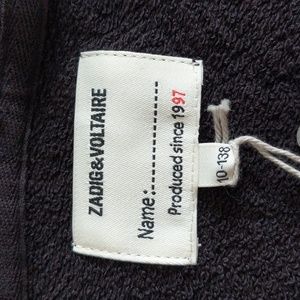 ZADIG&VOLTAIRE
Name:
Produced since 1997
10-138